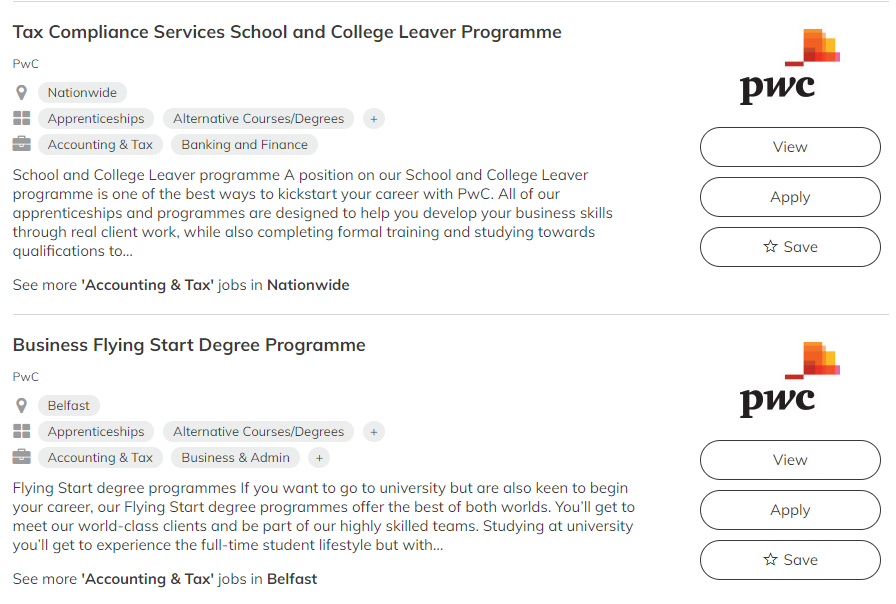 Tax Compliance Services School and College Leaver Programme
PwC
Nationwide
Apprenticeships Alternative Courses/Degrees +
Accounting & Tax Banking and Finance
School and College Leaver programme A position on our School and College Leaver
programme is one of the best ways to kickstart your career with PwC. All of our
apprenticeships and programmes are designed to help you develop your business skills
through real client work, while also completing formal training and studying towards
qualifications to...
See more 'Accounting & Tax' jobs in Nationwide
pwc
View
Apply
Save
Business Flying Start Degree Programme
PwC
Belfast
Apprenticeships Alternative Courses/Degrees +
Accounting & Tax Business & Admin +
Flying Start degree programmes If you want to go to university but are also keen to begin
your career, our Flying Start degree programmes offer the best of both worlds. You’ll get to
meet our world-class clients and be part of our highly skilled teams. Studying at university
you’ll get to experience the full-time student lifestyle but with...
See more 'Accounting & Tax' jobs in Belfast
pwc
View
Apply
Save